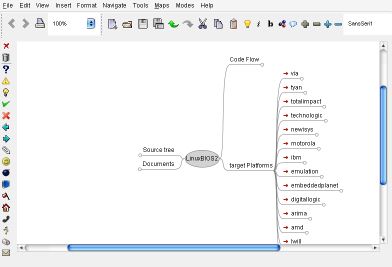 File Edit View Insert Format Navigate Tools Maps Modes Help
100%
SansSerif
Code Flow
via
tyan
totalimpact
technologic
newisys
motorola
Source tree
LinuxBIOS2
ibm
Documents
target Platforms
emulation
embeddedplanet
digitallogic
arima
amd
lwill